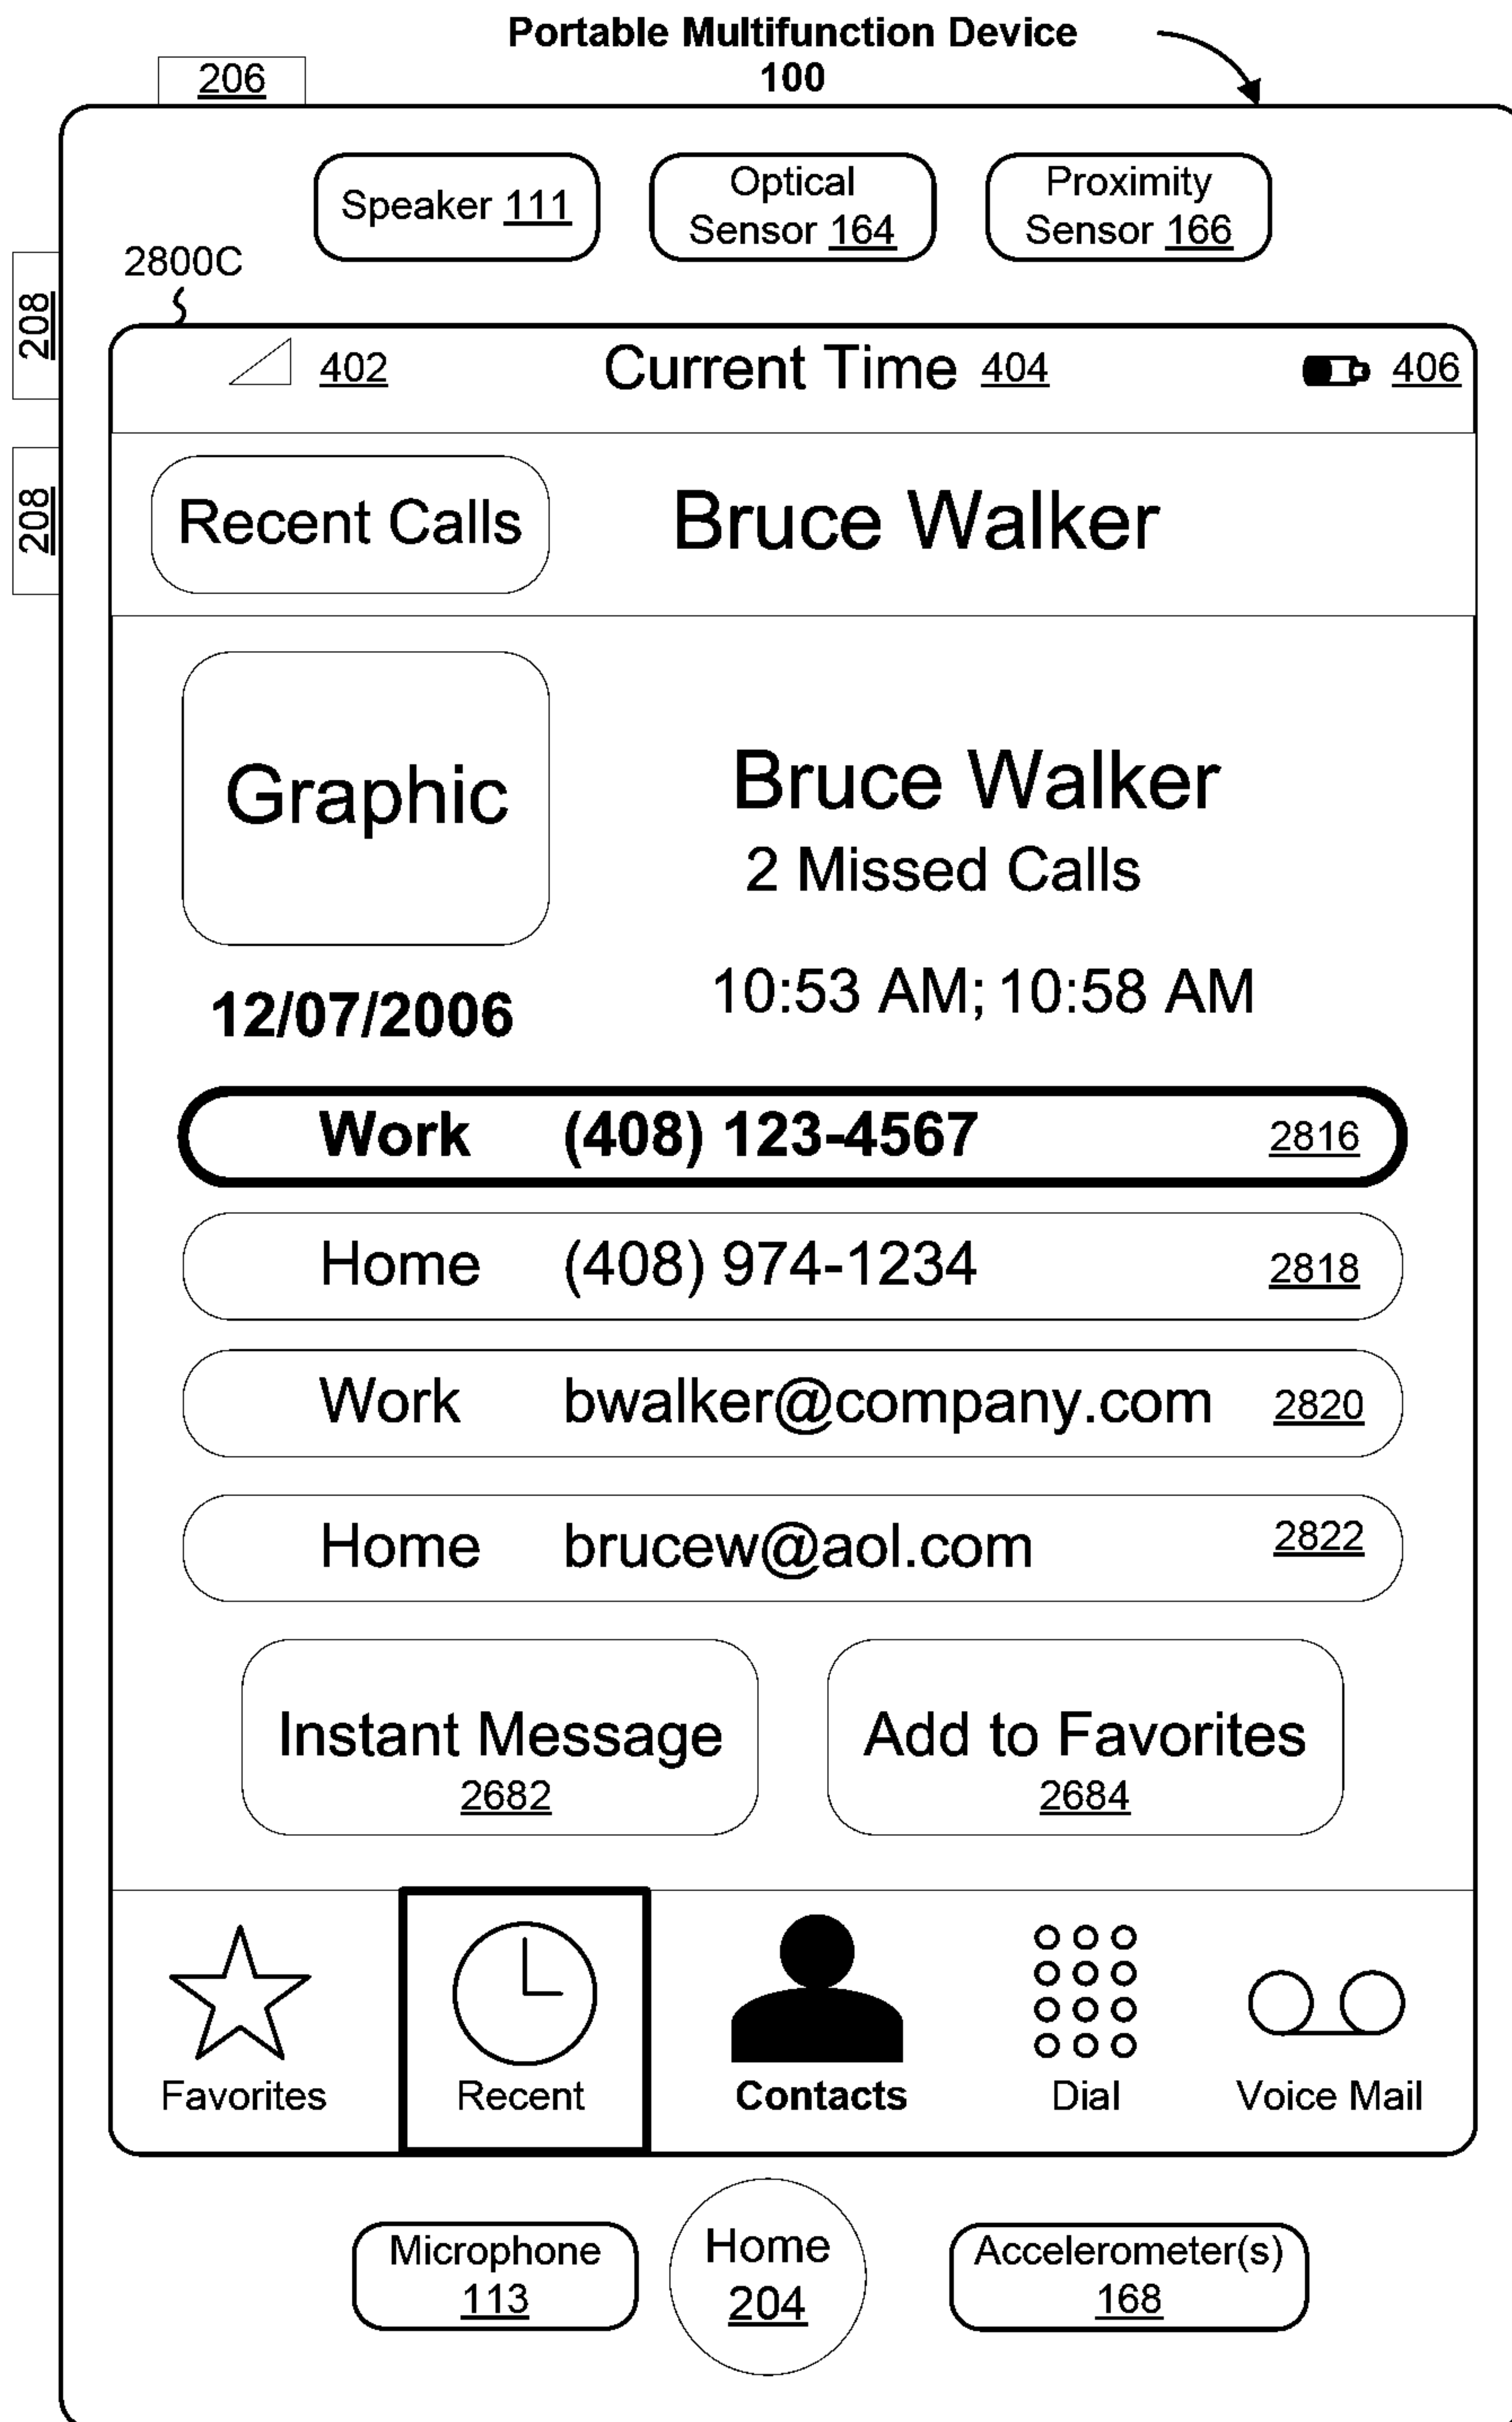 Portable Multifunction Device
100
206
Speaker 111
Optical
Sensor 164
Proximity
Sensor 166
2800C
208
208
402
Current Time 404
406
Recent Calls
Bruce Walker
Graphic
Bruce Walker
2 Missed Calls
12/07/2006
10:53 AM; 10:58 AM
Work (408) 123-4567 2816
Home (408) 974-1234 2818
Work bwalker@company.com 2820
Home brucew@aol.com 2822
Instant Message
2682
Add to Favorites
2684
Favorites
Recent
Contacts
Dial
Voice Mail
Microphone
113
Home
204
Accelerometer(s)
168